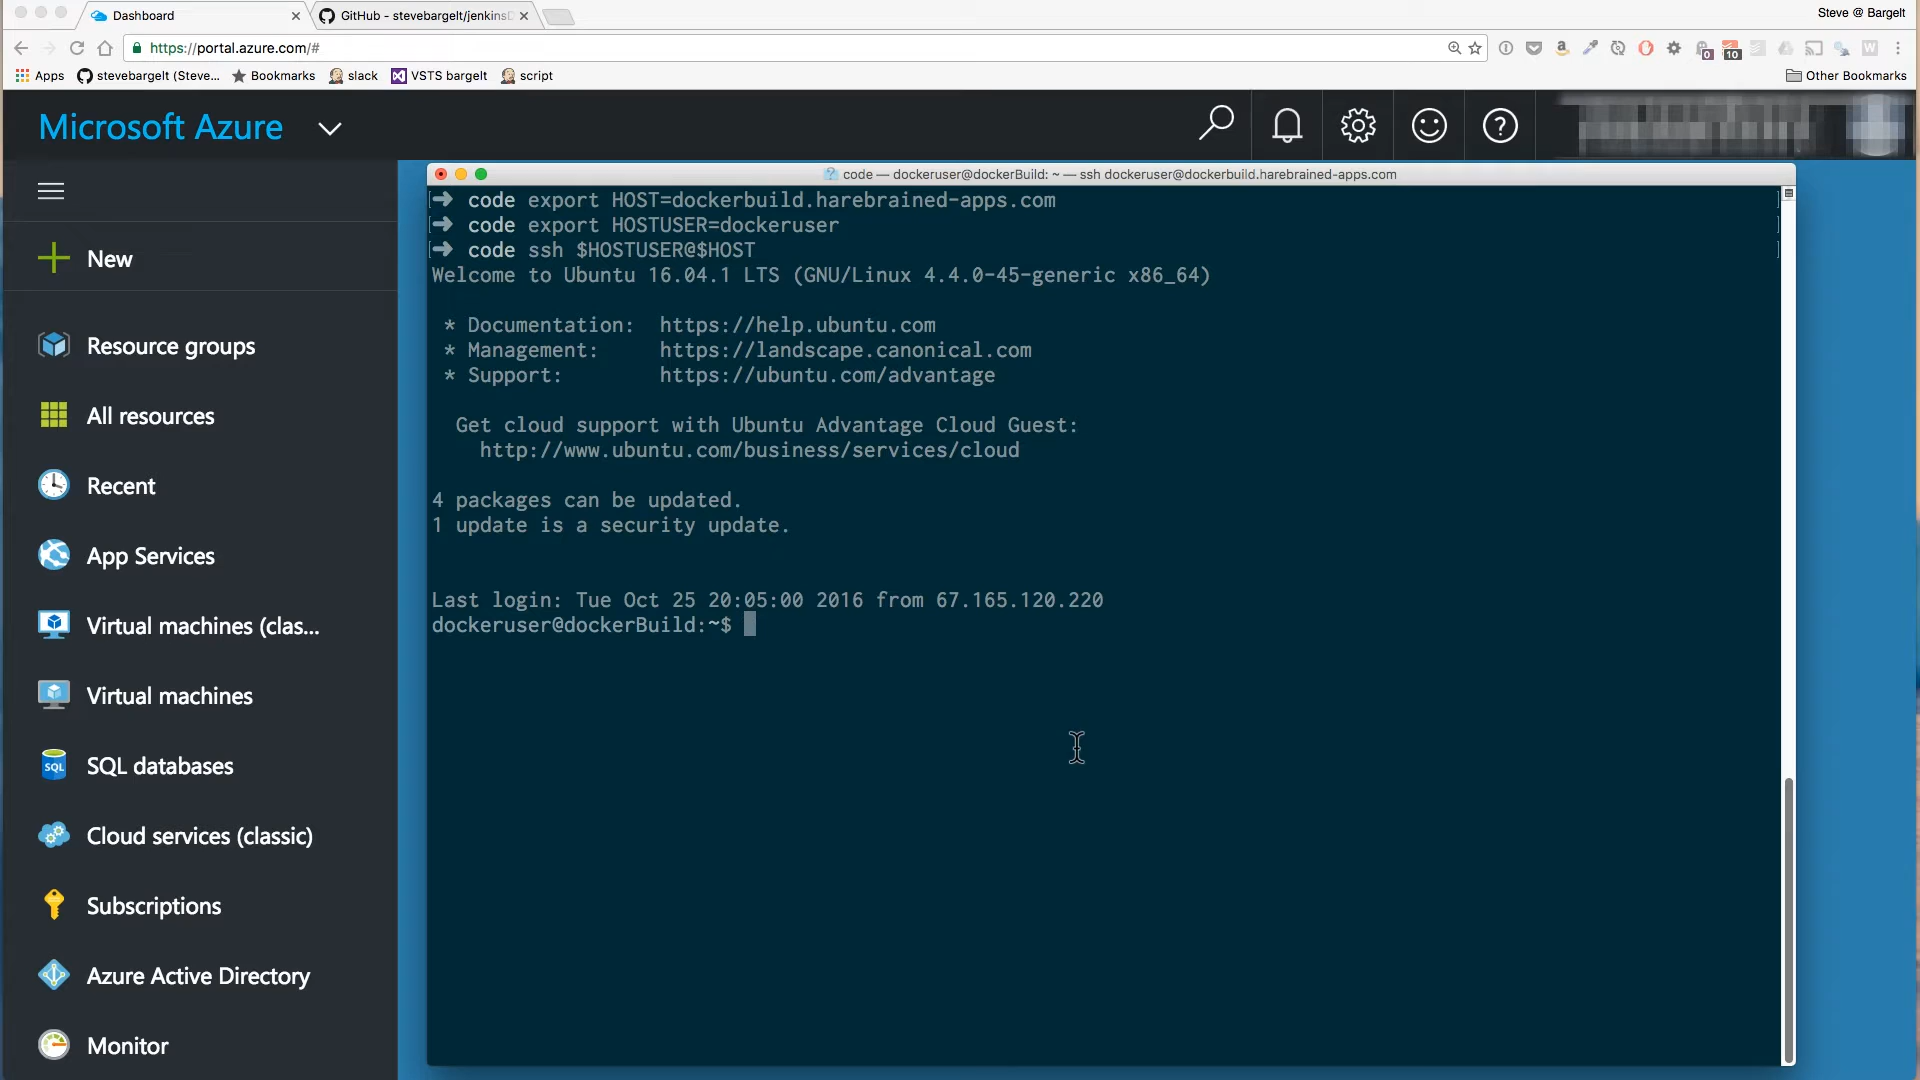 Dashboard
GitHub - stevebargelt/jenkins
Steve @ Bargelt
https://portal.azure.com/#
0
10
W
Apps
stevebargelt (Steve...
Bookmarks
slack
VSTS bargelt
script
Other Bookmarks
Microsoft Azure
New
Resource groups
All resources
Recent
App Services
Virtual machines (clas...
Virtual machines
SQL
SQL databases
Cloud services (classic)
Subscriptions
Azure Active Directory
Monitor
code — dockeruser@dockerBuild: ~ — ssh dockeruser@dockerbuild.harebrained-apps.com
➜ code export HOST=dockerbuild.harebrained-apps.com
➜ code export HOSTUSER=dockeruser
➜ code ssh $HOSTUSER@$HOST
Welcome to Ubuntu 16.04.1 LTS (GNU/Linux 4.4.0-45-generic x86_64)
* Documentation: https://help.ubuntu.com
* Management: https://landscape.canonical.com
* Support: https://ubuntu.com/advantage
Get cloud support with Ubuntu Advantage Cloud Guest:
http://www.ubuntu.com/business/services/cloud
4 packages can be updated.
1 update is a security update.
Last login: Tue Oct 25 20:05:00 2016 from 67.165.120.220
dockeruser@dockerBuild:~$